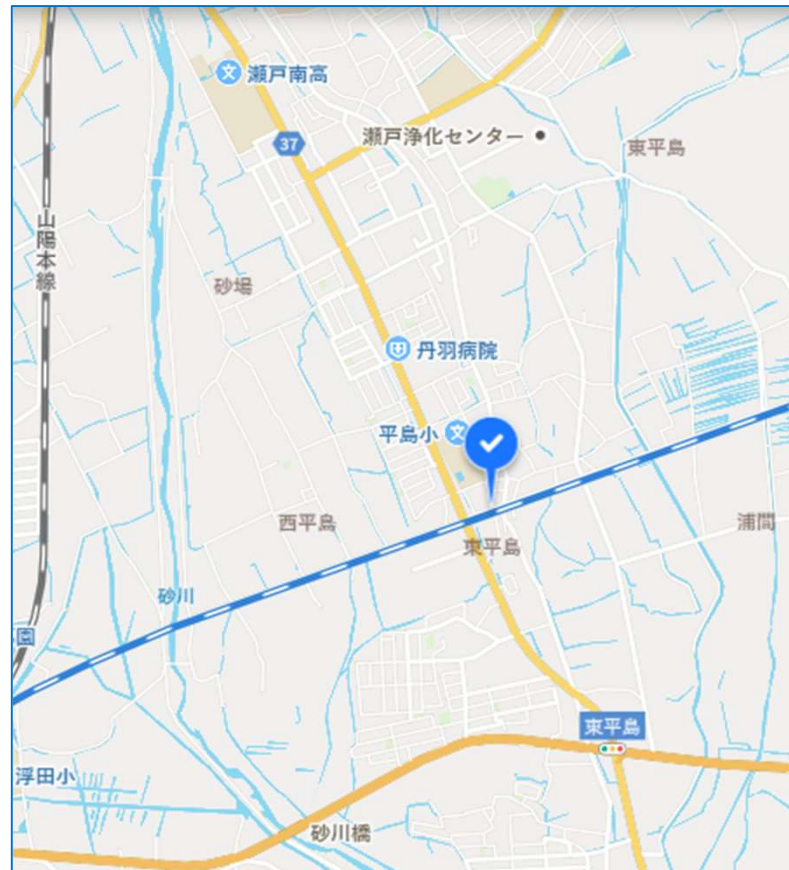 瀬戸南高
37
瀬戸浄化センター
東平島
山陽本線
砂場
丹羽病院
平島小
文
西平島
東平島
浦間
砂川
園
東平島
浮田小
砂川橋